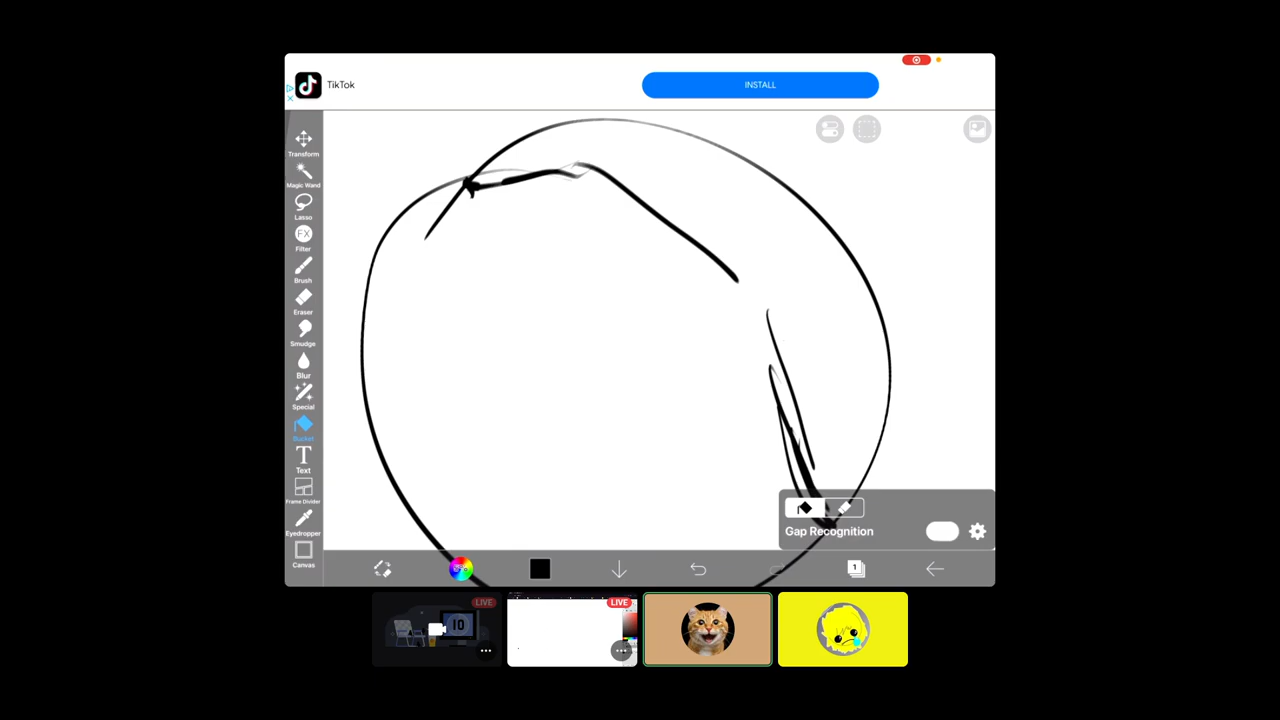 TikTok
INSTALL
Transform
Magic Wand
Lasso
FX
Filter
Brush
Eraser
Smudge
Blur
Special
Bucket
T
Text
Frame Divider
Eyedropper
Canvas
Gap Recognition
1
LIVE
10
LIVE